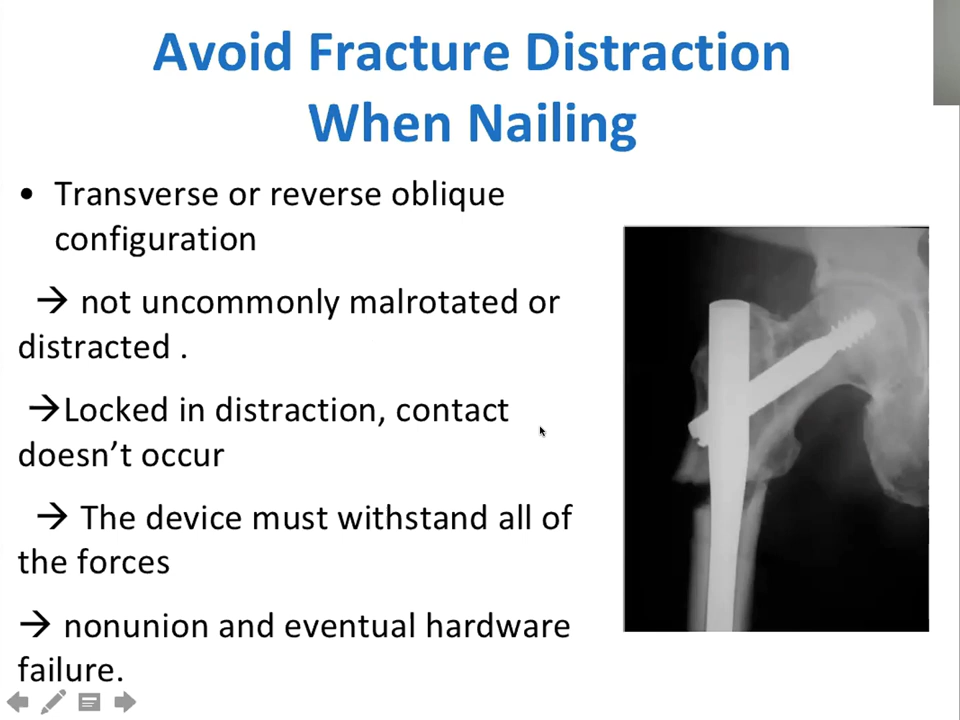 Avoid Fracture Distraction
When Nailing
• Transverse or reverse oblique
configuration
→ not uncommonly malrotated or
distracted .
→Locked in distraction, contact
doesn’t occur
→ The device must withstand all of
the forces
→ nonunion and eventual hardware
failure.